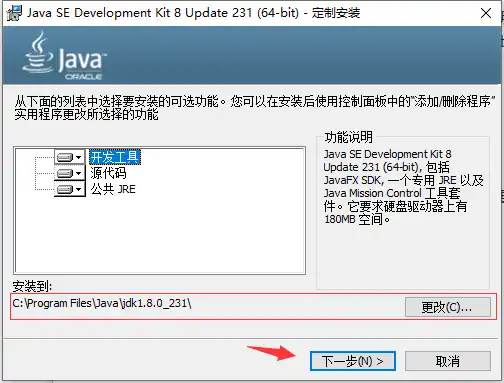 Java SE Development Kit 8 Update 231 (64-bit) - 定制安装
Java
ORACLE
从下面的列表中选择要安装的可选功能。您可以在安装后使用控制面板中的“添加/删除程序”
实用程序更改所选择的功能
开发工具
源代码
公共 JRE
功能说明
Java SE Development Kit 8
Update 231 (64-bit), 包括
JavaFX SDK, 一个专用 JRE 以及
Java Mission Control 工具套
件。它要求硬盘驱动器上有
180MB 空间。
安装到:
C:\Program Files\Java\jdk1.8.0_231\
更改(C)...
下一步(N) >
取消